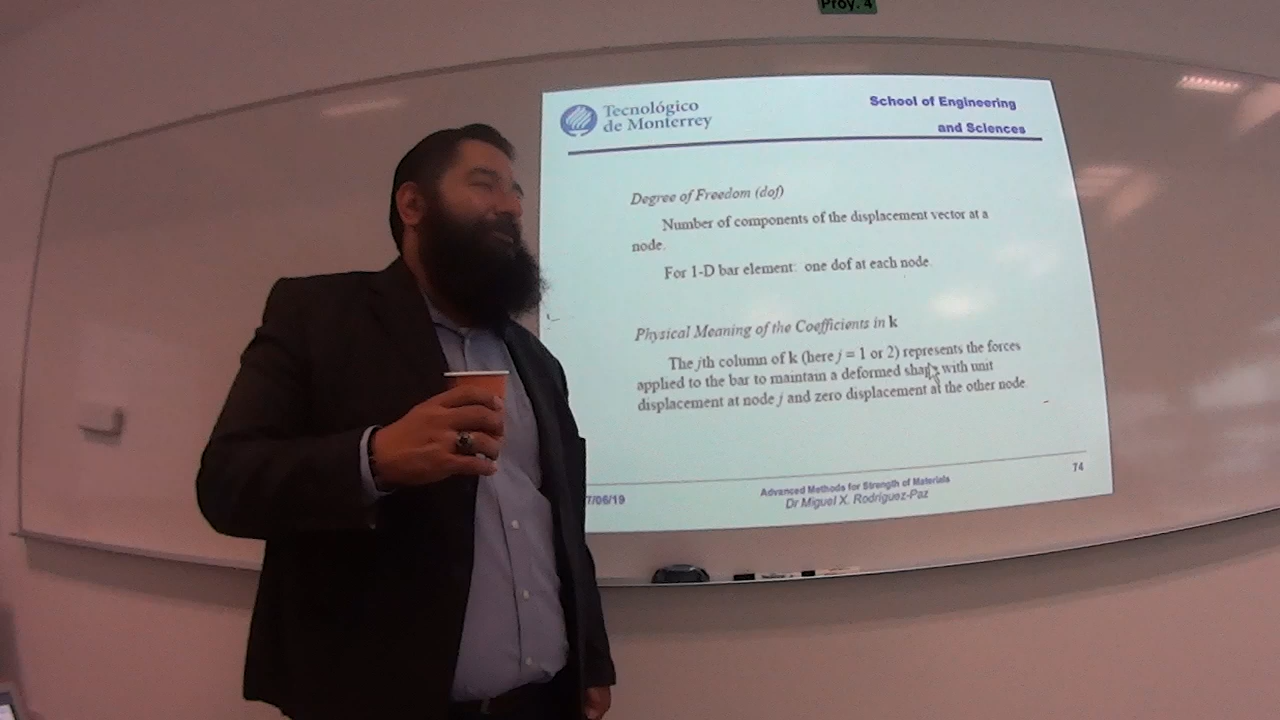 Proy. 4
Tecnológico
de Monterrey
School of Engineering
and Sciences
Degree of Freedom (dof)
Number of components of the displacement vector at a
node.
For 1-D bar element: one dof at each node.
Physical Meaning of the Coefficients in k
The jth column of k (here j = 1 or 2) represents the forces
applied to the bar to maintain a deformed shape with unit
displacement at node j and zero displacement at the other node
7/06/19
Advanced Methods for Strength of Materials
Dr Miguel X. Rodríguez-Paz
74